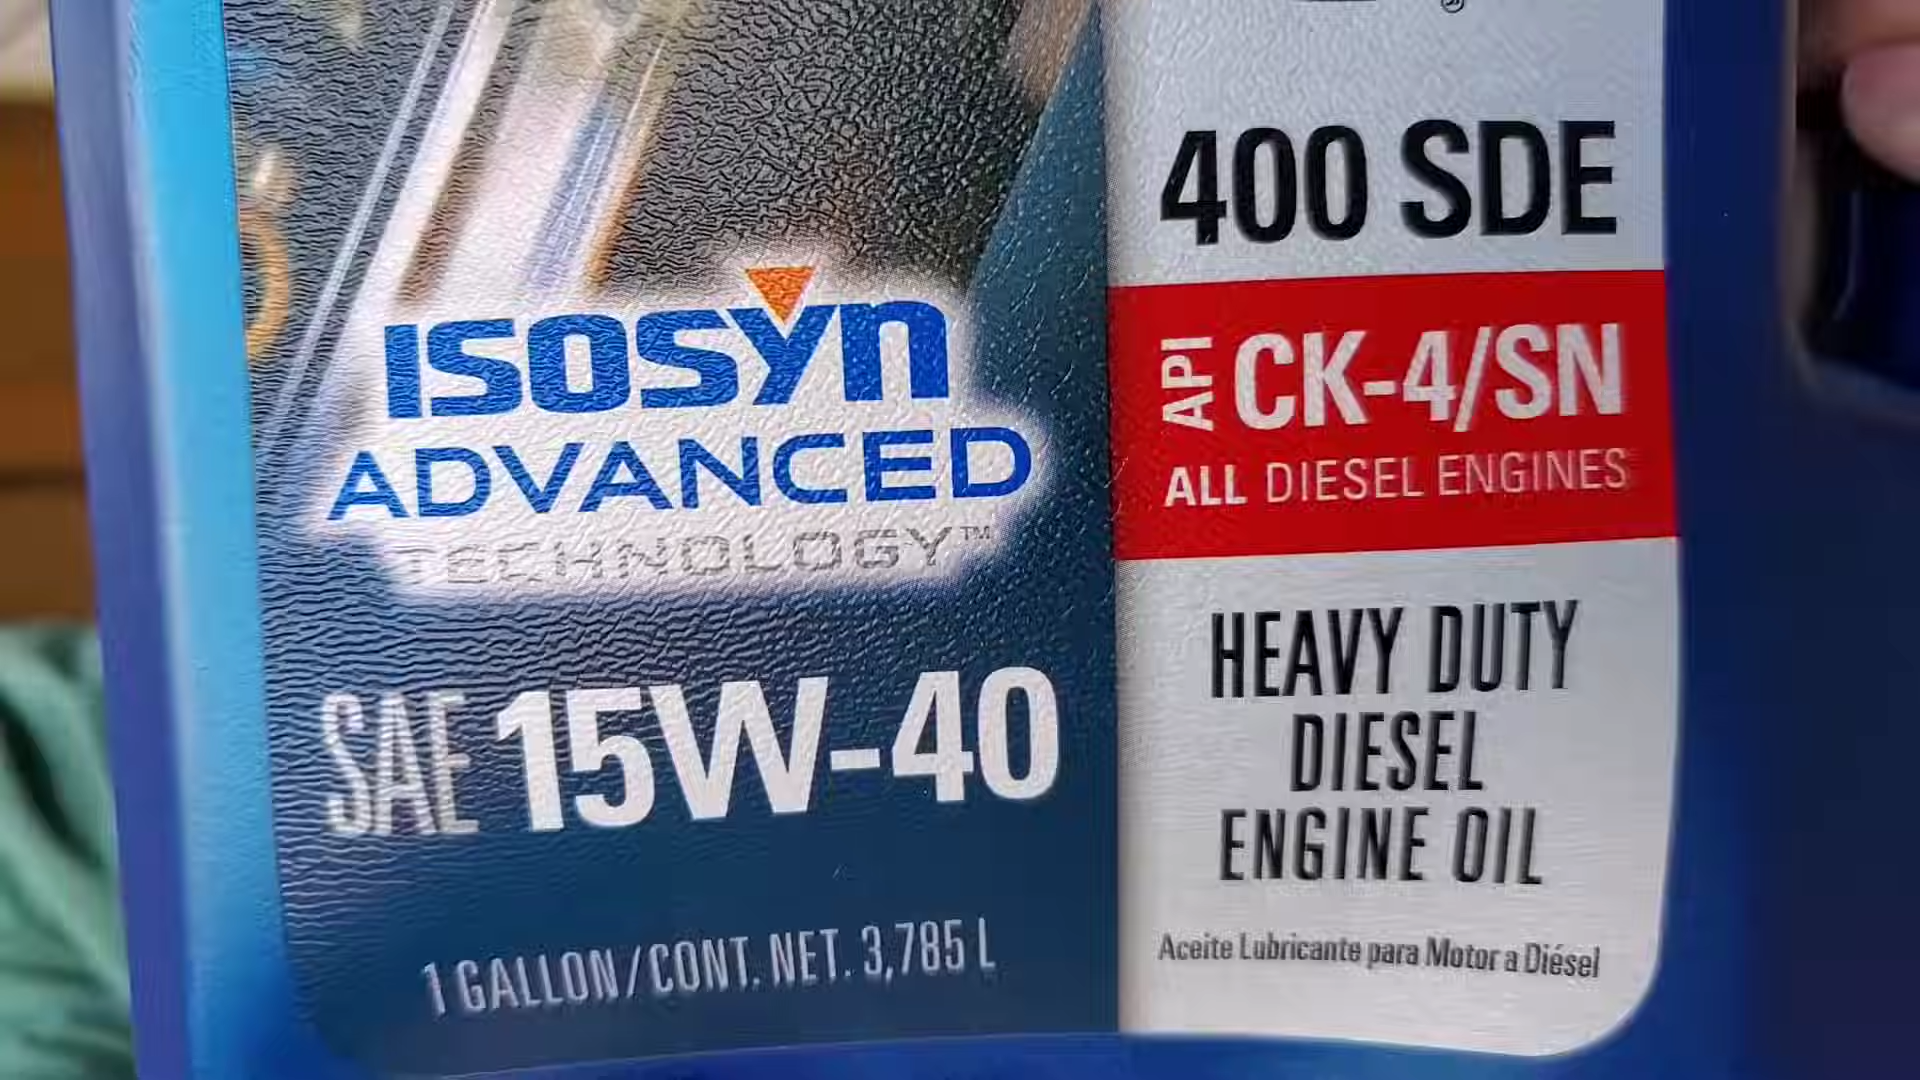 ®
400 SDE
ISOSYN
ADVANCED
TECHNOLOGY™
API CK-4/SN
ALL DIESEL ENGINES
SAE 15W-40
HEAVY DUTY
DIESEL
ENGINE OIL
1 GALLON/CONT. NET. 3,785 L
Aceite Lubricante para Motor a Diésel